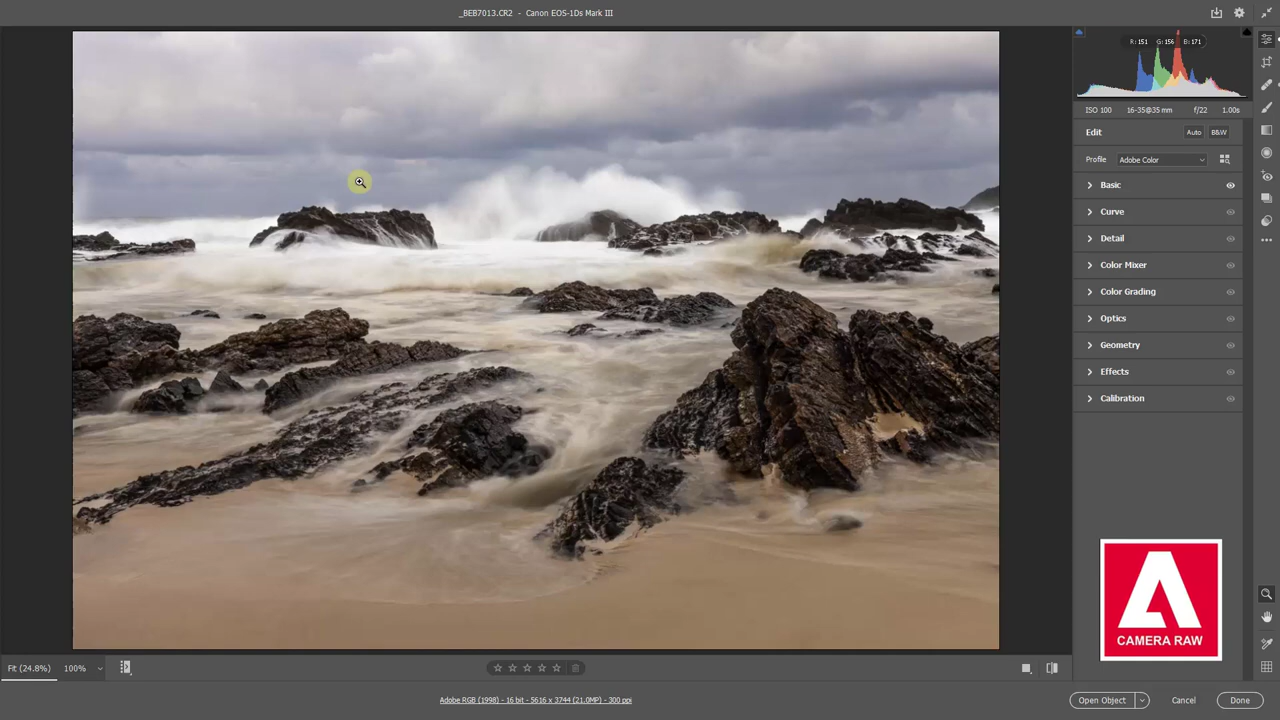 _BEB7013.CR2 - Canon EOS-1Ds Mark III
R: 151 G: 156 B: 171
ISO 100 16-35@35 mm f/22 1.00s
Edit Auto B&W
Profile Adobe Color
Basic
Curve
Detail
Color Mixer
Color Grading
Optics
Geometry
Effects
Calibration
CAMERA RAW
Fit (24.8%) 100%
Adobe RGB (1998) - 16 bit - 5616 x 3744 (21.0MP) - 300 ppi
Open Object Cancel Done